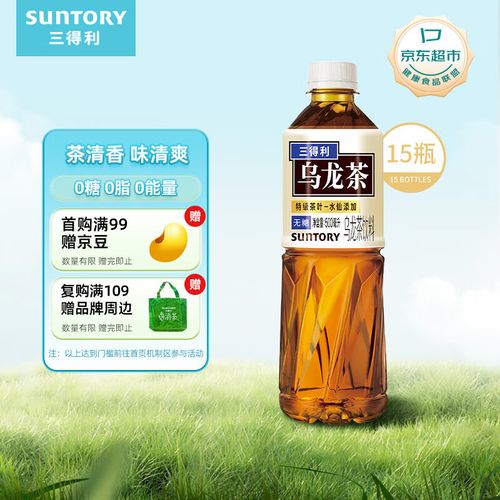 SUNTORY
三得利
京东超市
健康食品联盟
茶清香 味清爽
0糖 0脂 0能量
首购满99
赠京豆
数量有限 赠完即止
赠
复购满109
赠品牌周边
数量有限 赠完即止
赠
注：以上达到门槛前往首页机制区参与活动
15瓶
15 BOTTLES
三得利
乌龙茶
特级茶叶-水仙添加
无糖
净含量:500毫升
SUNTORY
乌龙茶饮料